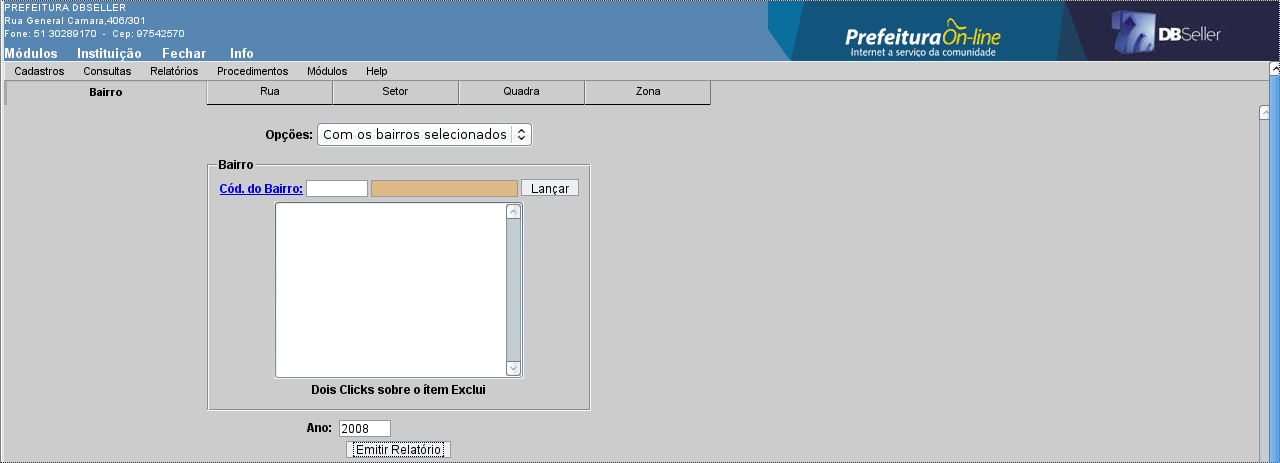 PREFEITURA DBSELLER
Rua General Camara,406/301
Fone: 51 30289170 - Cep: 97542570
Módulos Instituição Fechar Info
Prefeitura On-line
Internet a serviço da comunidade
DBSeller
Cadastros Consultas Relatórios Procedimentos Módulos Help
Bairro Rua Setor Quadra Zona
Opções: Com os bairros selecionados
Bairro
Cód. do Bairro: Lançar
Dois Clicks sobre o ítem Exclui
Ano: 2008
Emitir Relatório